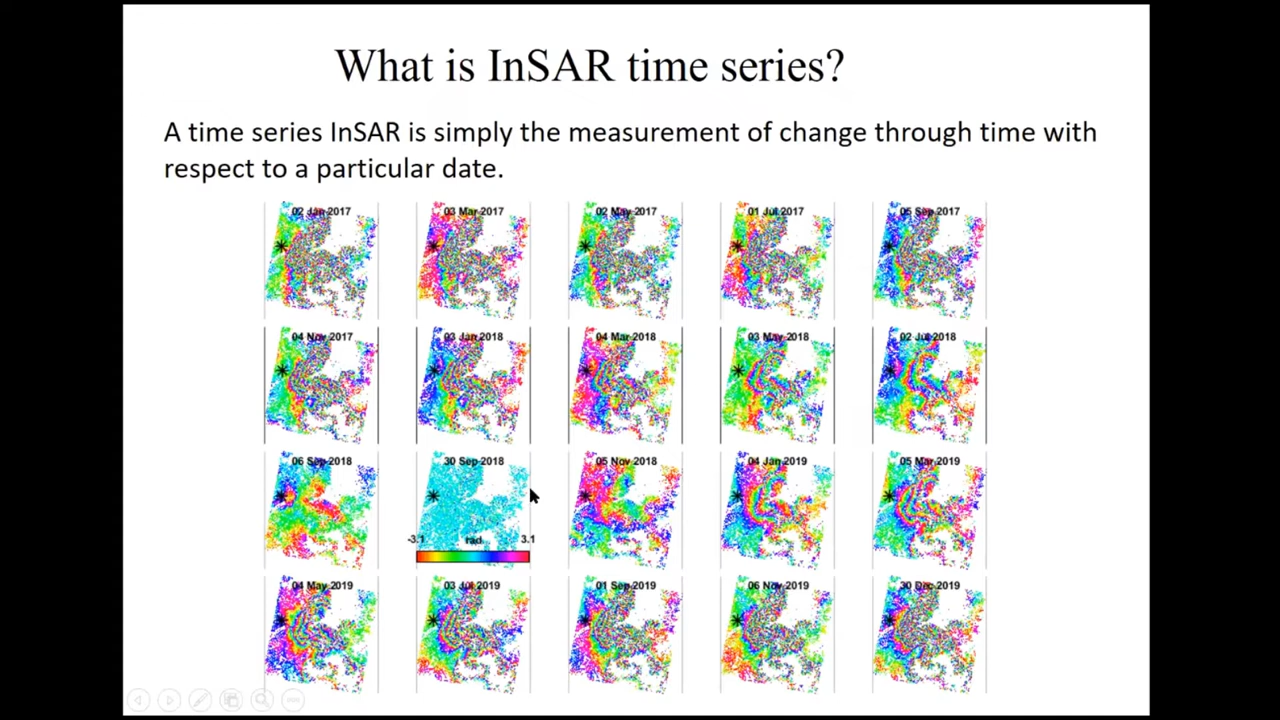 What is InSAR time series?
A time series InSAR is simply the measurement of change through time with
respect to a particular date.
02 Jan 2017
03 Mar 2017
02 May 2017
01 Jul 2017
05 Sep 2017
04 Nov 2017
03 Jan 2018
04 Mar 2018
03 May 2018
02 Jul 2018
06 Sep 2018
30 Sep 2018
05 Nov 2018
04 Jan 2019
05 Mar 2019
-3.1 rad 3.1
04 May 2019
03 Jul 2019
01 Sep 2019
06 Nov 2019
30 Dec 2019